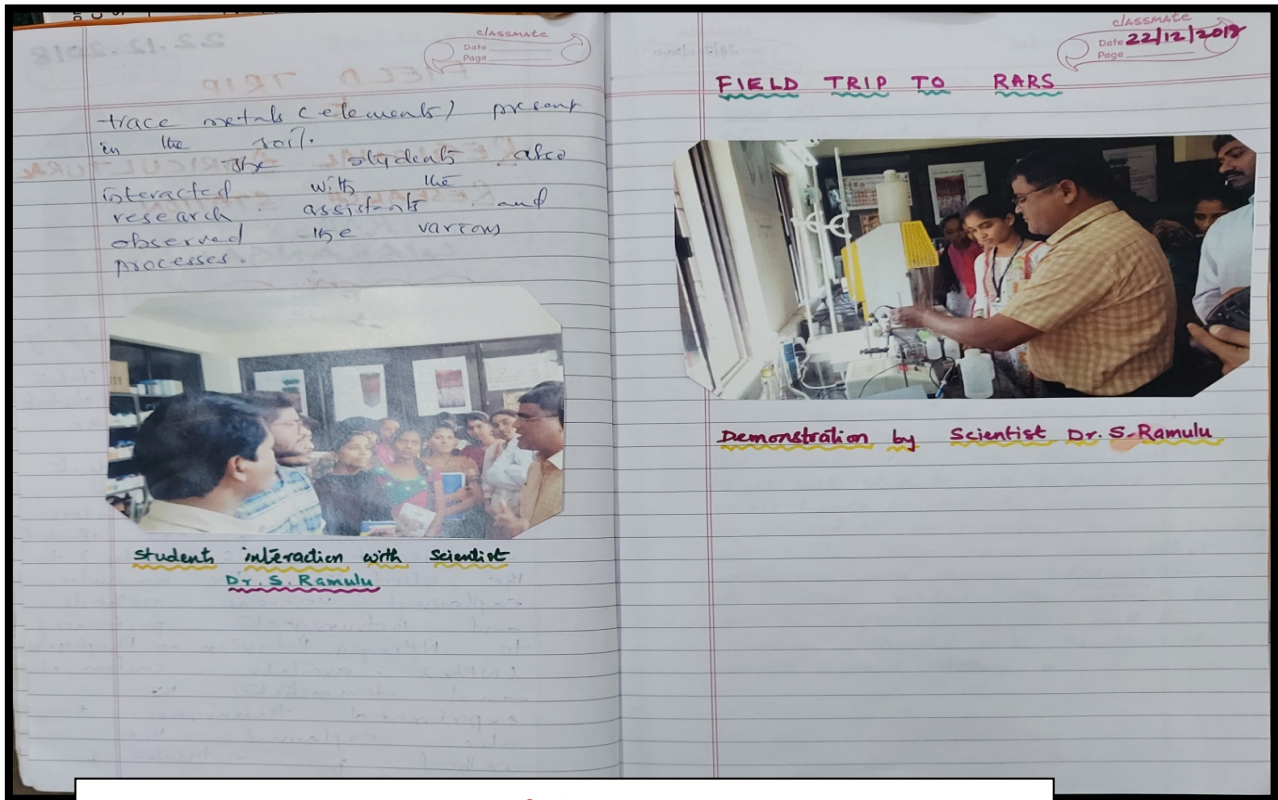 classmate
Date
Page
trace metals (elements) present
in the soil.
The students also
interacted with the
research assistants and
observed the various
processes.
Students interaction with Scientist
Dr. S. Ramulu
classmate
Date 22/12/2018
Page
FIELD TRIP TO RARS
Demonstration by Scientist Dr. S. Ramulu